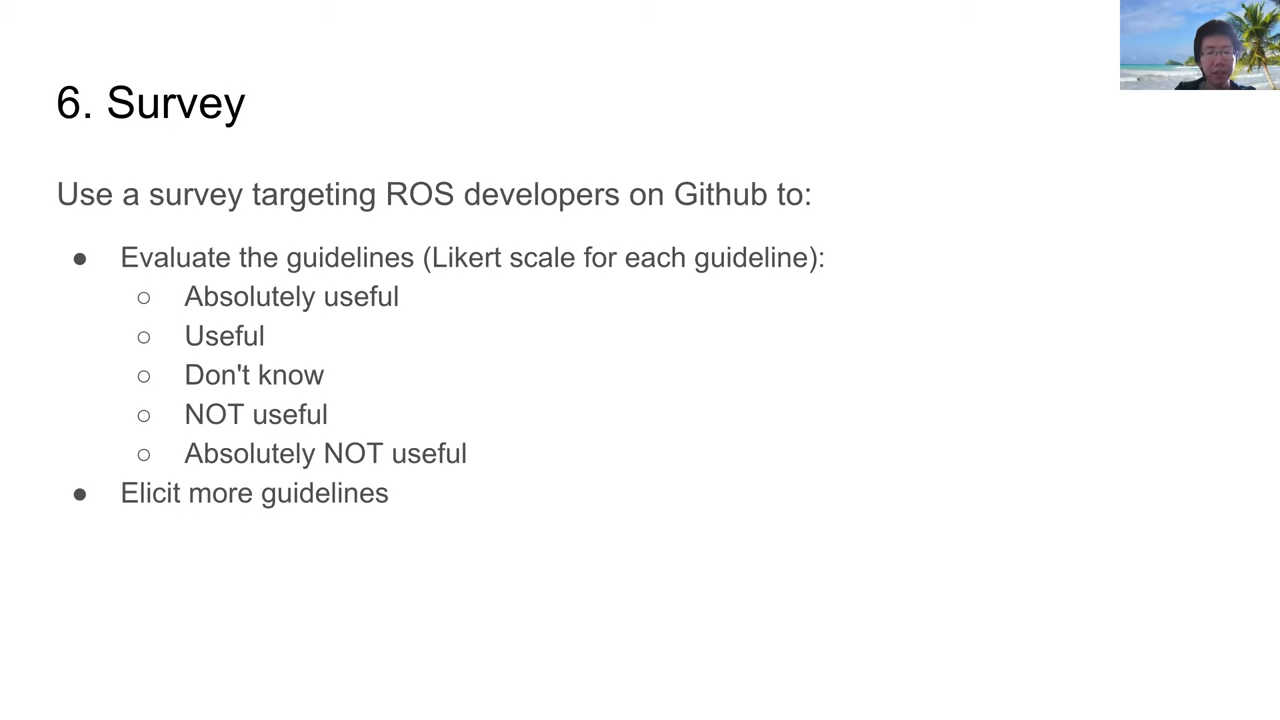 6. Survey
Use a survey targeting ROS developers on Github to:
● Evaluate the guidelines (Likert scale for each guideline):
○ Absolutely useful
○ Useful
○ Don't know
○ NOT useful
○ Absolutely NOT useful
● Elicit more guidelines